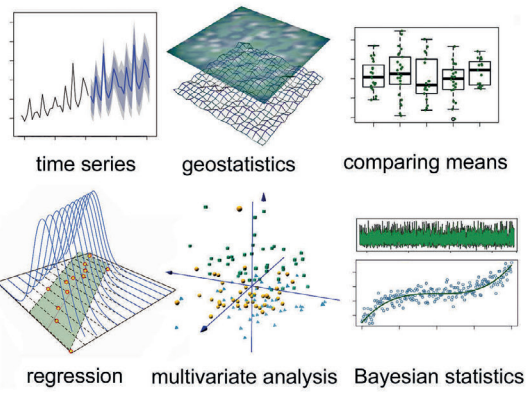 time series
geostatistics
comparing means
regression
multivariate analysis
Bayesian statistics